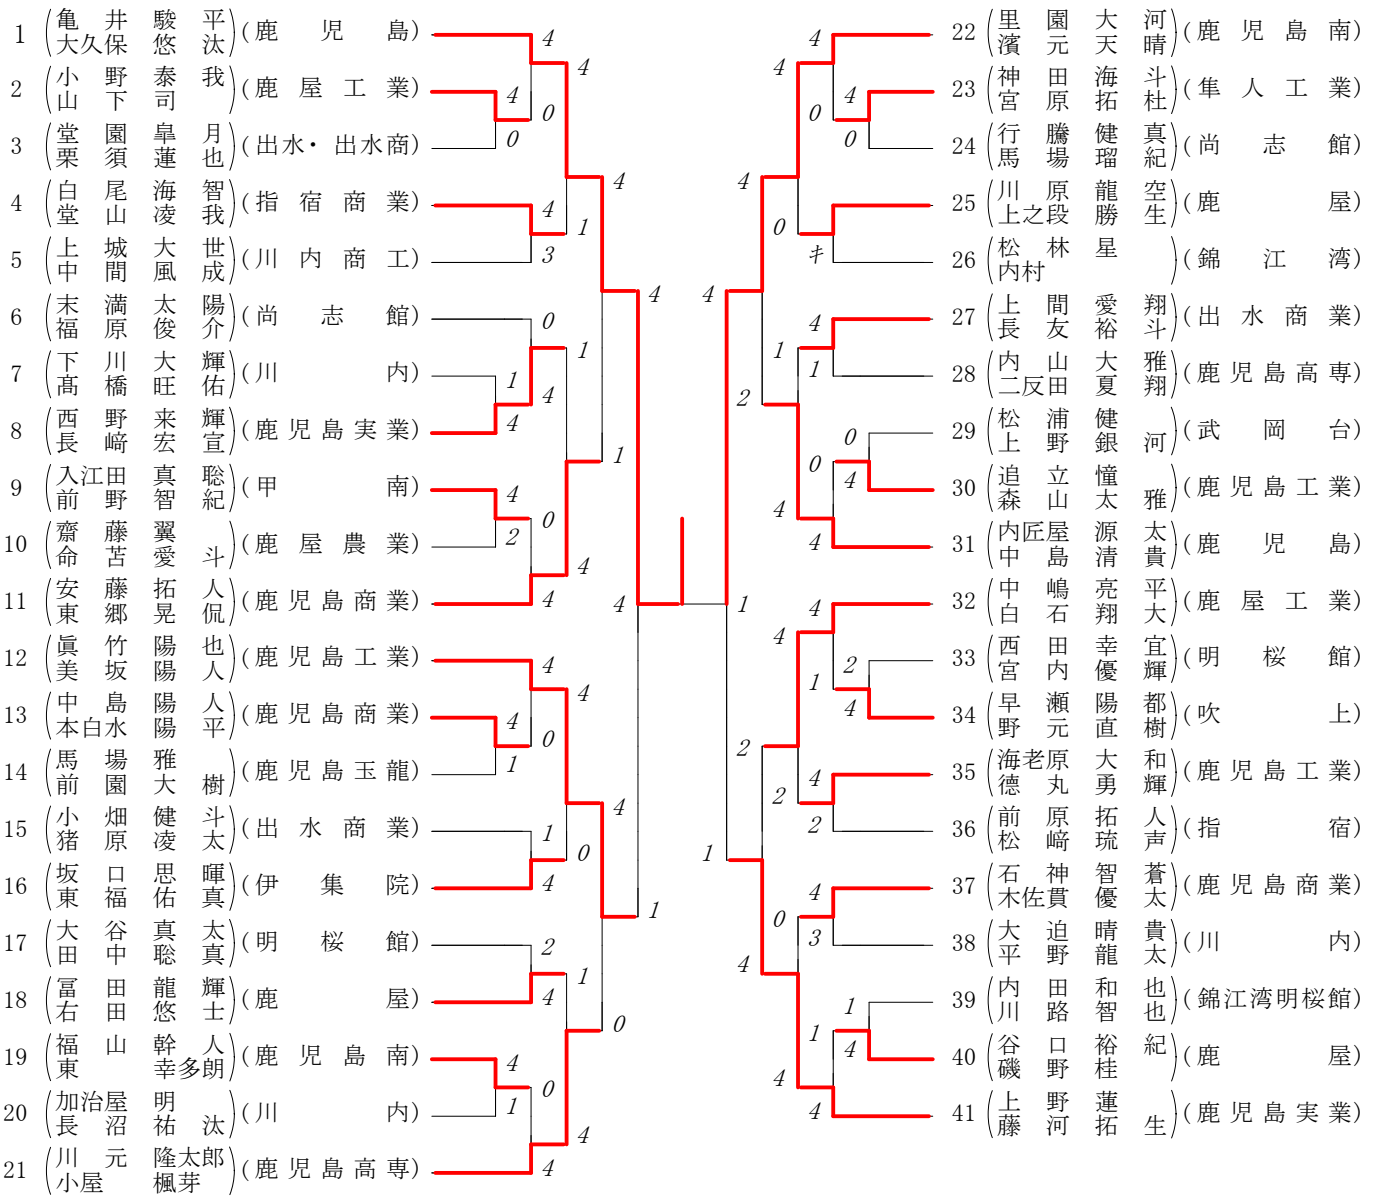 1 亀井駿平 大久保悠汰 (鹿児島)
2 小野泰我 山下司 (鹿屋工業)
3 堂園皐月 栗須蓮也 (出水・出水商)
4 白尾海智 堂山凌我 (指宿商業)
5 上城大世 中間風成 (川内商工)
6 末満太陽 福原俊介 (尚志館)
7 下川大輝 髙橋旺佑 (川内)
8 西野来輝 長﨑宏宣 (鹿児島実業)
9 入江田真聡 前野智紀 (甲南)
10 齋藤翼 命苫愛斗 (鹿屋農業)
11 安藤拓人 東郷晃侃 (鹿児島商業)
12 眞竹陽也 美坂陽人 (鹿児島工業)
13 中島陽人 本白水陽平 (鹿児島商業)
14 馬場雅 前園大樹 (鹿児島玉龍)
15 小畑健斗 猪原凌太 (出水商業)
16 坂口思暉 東福佑真 (伊集院)
17 大谷真太 田中聡真 (明桜館)
18 冨田龍輝 右田悠士 (鹿屋)
19 福山幹人 東幸多朗 (鹿児島南)
20 加治屋明 長沼祐汰 (川内)
21 川元隆太郎 小屋楓芽 (鹿児島高専)
4
4
4
0
0
4
4
1
3
4
0
1
1
4
4
1
4
0
2
4
4
4
4
4
4
0
1
4
1
0
4
1
2
1
4
0
4
0
1
4
4
22 里園大河 濱元天晴 (鹿児島南)
23 神田海斗 宮原拓杜 (隼人工業)
24 行騰健真 馬場瑠紀 (尚志館)
25 川原龍空 上之段勝生 (鹿屋)
26 松林星 内村 (錦江湾)
27 上間愛翔 長友裕斗 (出水商業)
28 内山大雅 二反田夏翔 (鹿児島高専)
29 松浦健 上野銀河 (武岡台)
30 追立憧 森山太雅 (鹿児島工業)
31 内匠屋源太 中島清貴 (鹿児島)
32 中嶋亮平 白石翔大 (鹿屋工業)
33 西田幸宜 宮内優輝 (明桜館)
34 早瀬陽都 野元直樹 (吹上)
35 海老原大和 德丸勇輝 (鹿児島工業)
36 前原拓人 松﨑琉声 (指宿)
37 石神智蒼 木佐貫優太 (鹿児島商業)
38 大迫晴貴 平野龍太 (川内)
39 内田和也 川路智也 (錦江湾明桜館)
40 谷口裕紀 磯野桂 (鹿屋)
41 上野蓮 藤河拓生 (鹿児島実業)
4
4
4
0
0
4
0
キ
4
4
1
1
2
0
0
4
4
4
1
4
4
2
1
4
2
4
2
2
1
4
0
3
4
1
1
4
4
4